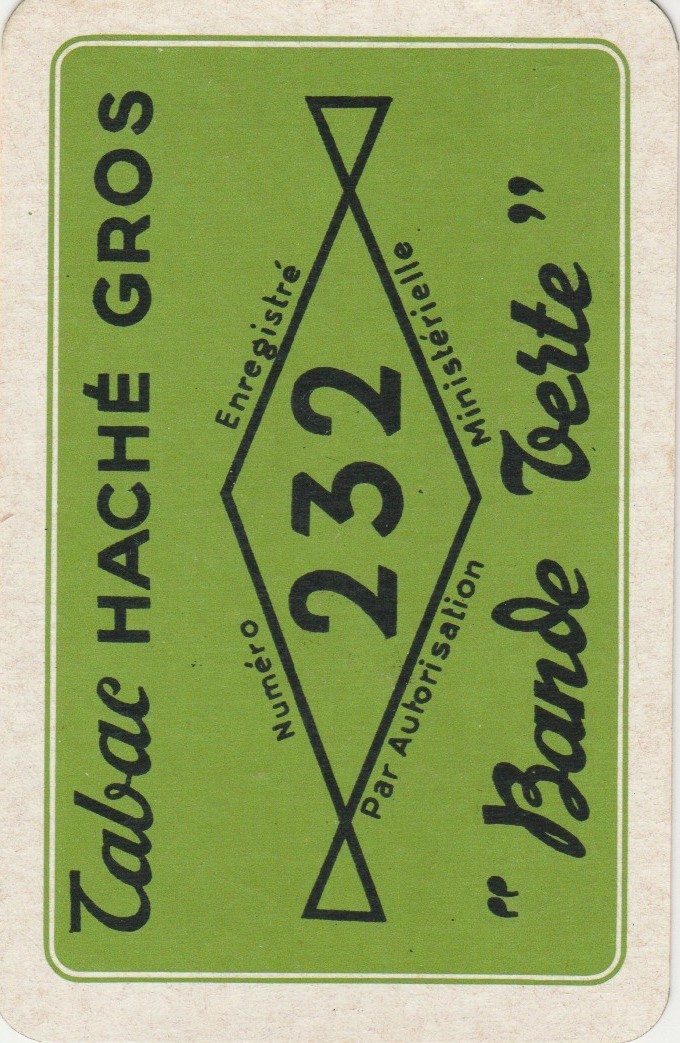 Tabac HACHÉ GROS
Numéro Enregistré
232
Par Autorisation Ministérielle
„ Bande Verte ”